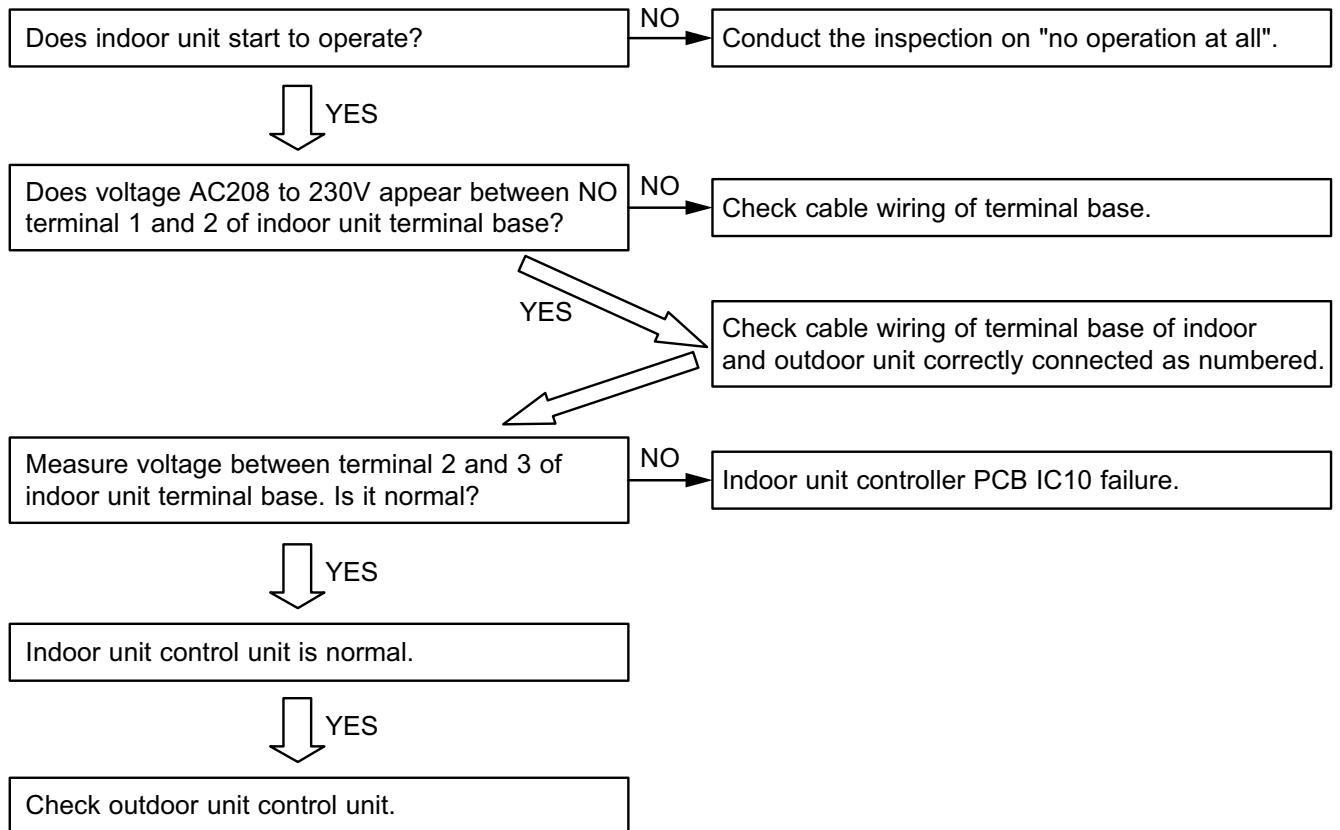 Does indoor unit start to operate?
NO
Conduct the inspection on "no operation at all".
YES
Does voltage AC208 to 230V appear between NO
terminal 1 and 2 of indoor unit terminal base?
NO
Check cable wiring of terminal base.
YES
Check cable wiring of terminal base of indoor
and outdoor unit correctly connected as numbered.
Measure voltage between terminal 2 and 3 of
indoor unit terminal base. Is it normal?
NO
Indoor unit controller PCB IC10 failure.
YES
Indoor unit control unit is normal.
YES
Check outdoor unit control unit.